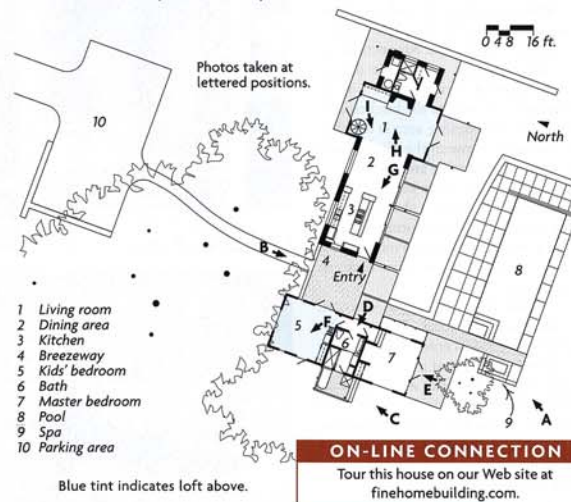 Photos taken at
lettered positions.
0 4 8 16 ft.
North
10
I
1
H
2
G
3
B
4
Entry
8
D
5
F
6
7
E
C
9
A
1 Living room
2 Dining area
3 Kitchen
4 Breezeway
5 Kids' bedroom
6 Bath
7 Master bedroom
8 Pool
9 Spa
10 Parking area
Blue tint indicates loft above.
ON-LINE CONNECTION
Tour this house on our Web site at
finehomebuilding.com.